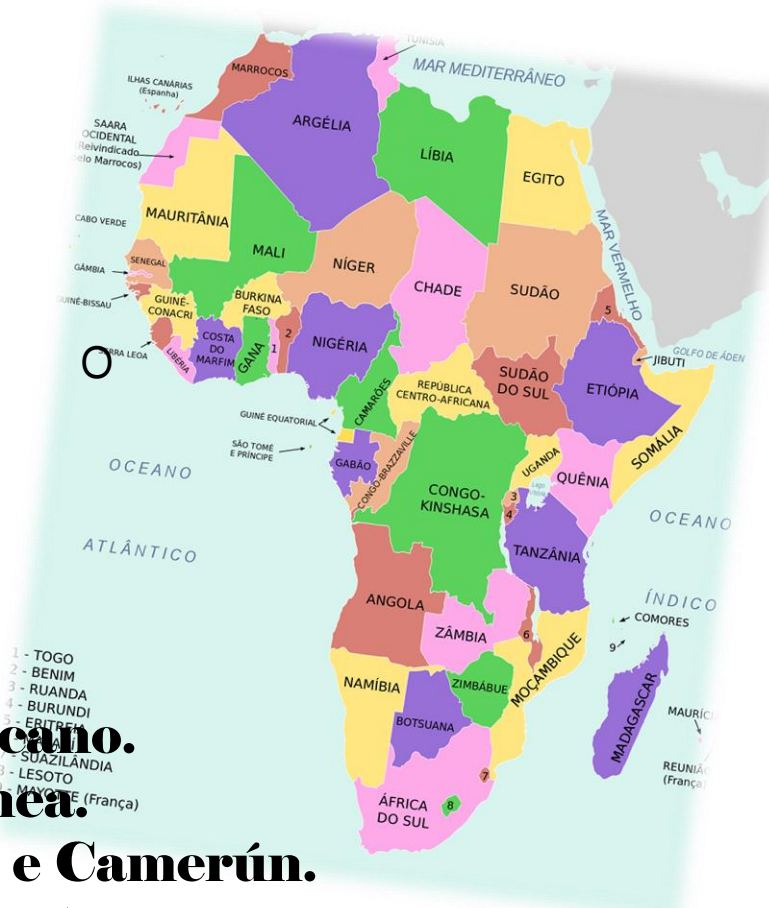 TUNÍSIA
MAR MEDITERRÂNEO
MARROCOS
ILHAS CANÁRIAS
(Espanha)
ARGÉLIA
SAARA
OCIDENTAL
Reivindicado
Marrocos)
LÍBIA
EGITO
MAURITÂNIA
CABO VERDE
MAR VERMELHO
MALI
SENEGAL
NÍGER
GÂMBIA
CHADE
SUDÃO
GUINÉ-
CONACRI
BURKINA
FASO
5
1
2
COSTA
DO
MARFIM
GANA
NIGÉRIA
LIBÉRIA
LEOA
O
GOLFO DE ÁDEN
JIBUTI
SUDÃO
DO SUL
ETIÓPIA
CAMARÕES
REPÚBLICA
CENTRO-AFRICANA
GUINÉ EQUATORIAL
SÃO TOMÉ
E PRÍNCIPE
SOMÁLIA
UGANDA
QUÊNIA
GABÃO
CONGO-BRAZZAVILLE
OCEANO
ATLÂNTICO
CONGO-
KINSHASA
Lago
3
4
OCEANO
ÍNDICO
TANZÂNIA
ANGOLA
ZÂMBIA
6
COMORES
9
MOÇAMBIQUE
NAMÍBIA
ZIMBÁBUE
BOTSUANA
MADAGASCAR
REUNIÃO
(França)
7
8
ÁFRICA
DO SUL
1 - TOGO
2 - BENIM
3 - RUANDA
4 - BURUNDI
5 - ERITREIA
- SUAZILÂNDIA
- LESOTO
- MAYOTTE (França)
cano.
nea.
e Camerún.